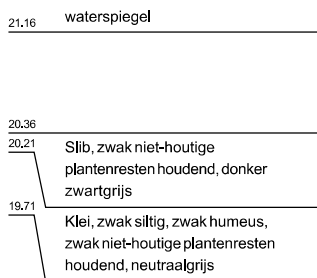 21.16 waterspiegel
20.36
20.21 Slib, zwak niet-houtige
plantenresten houdend, donker
zwartgrijs
19.71 Klei, zwak siltig, zwak humeus,
zwak niet-houtige plantenresten
houdend, neutraalgrijs